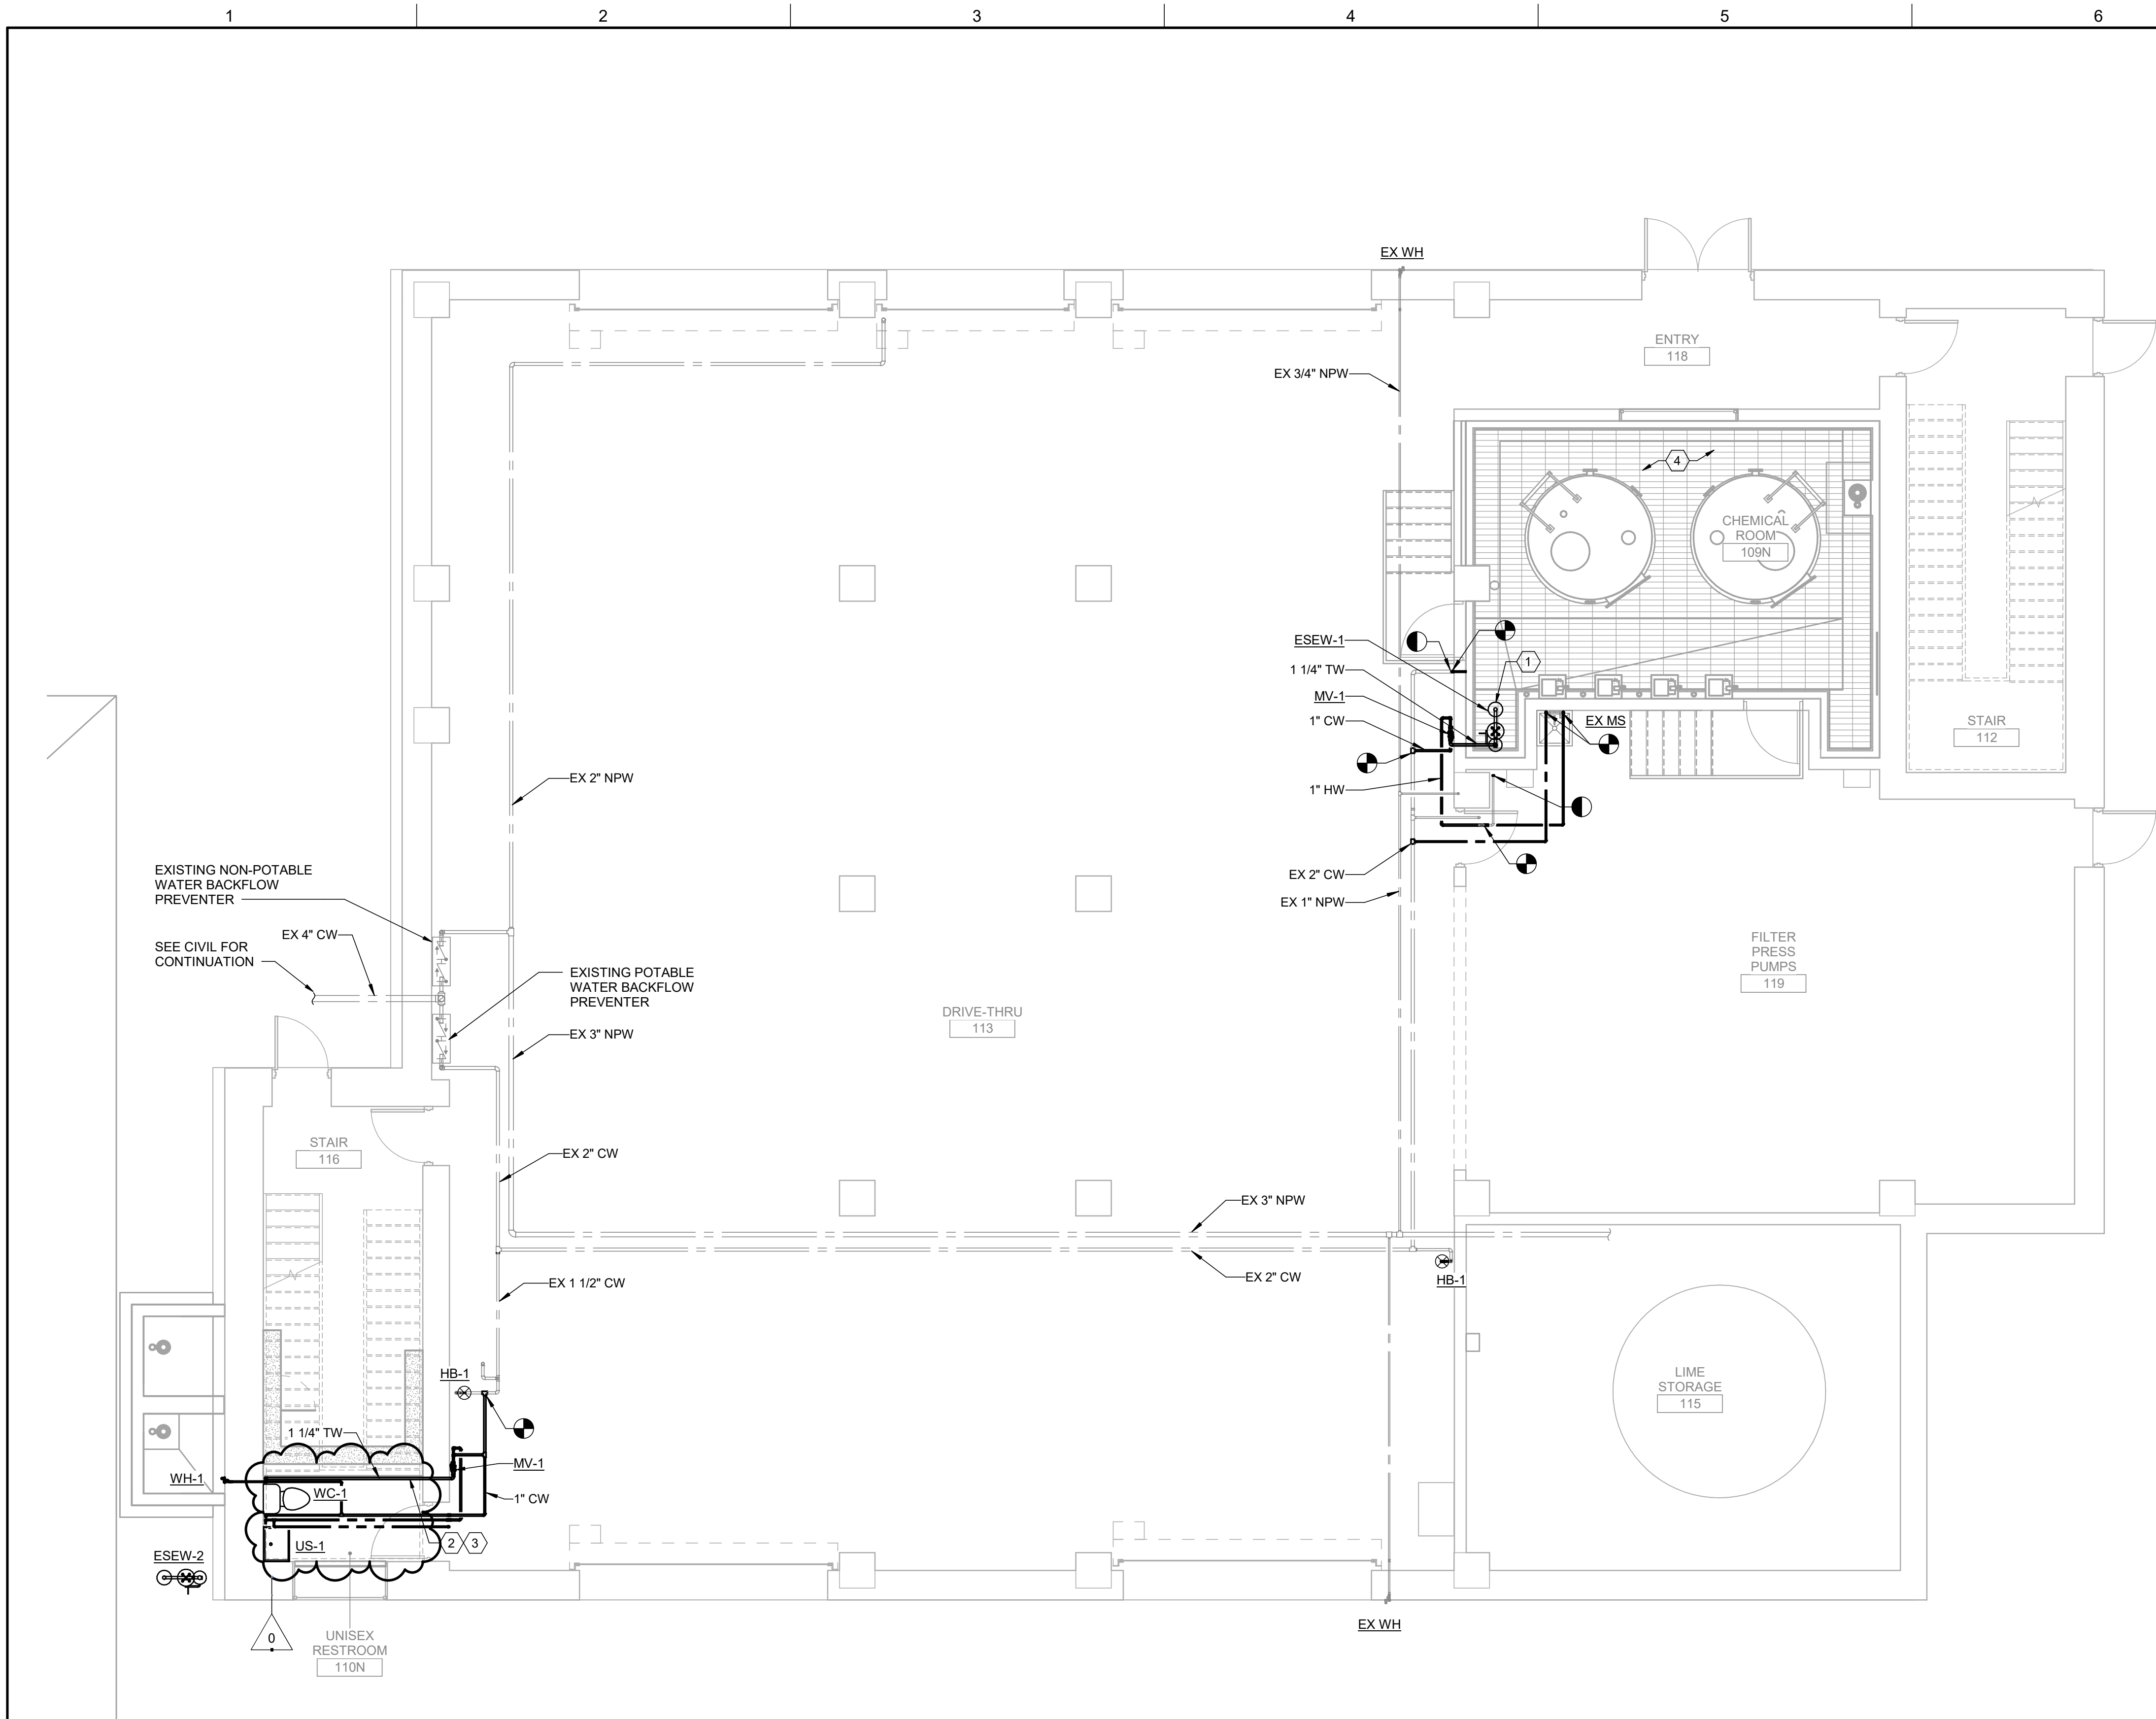 1
2
3
4
5
6
EX WH
ENTRY
118
EX 3/4" NPW
4
CHEMICAL
ROOM
109N
ESEW-1
1
1 1/4" TW
MV-1
1" CW
EX MS
STAIR
112
EX 2" NPW
1" HW
EXISTING NON-POTABLE
WATER BACKFLOW
PREVENTER
EX 2" CW
EX 1" NPW
EX 4" CW
SEE CIVIL FOR
CONTINUATION
FILTER
PRESS
PUMPS
119
EXISTING POTABLE
WATER BACKFLOW
PREVENTER
DRIVE-THRU
113
EX 3" NPW
STAIR
116
EX 2" CW
EX 3" NPW
EX 2" CW
HB-1
EX 1 1/2" CW
LIME
STORAGE
115
HB-1
1 1/4" TW
WH-1
MV-1
WC-1
1" CW
US-1
2
3
ESEW-2
0
UNISEX
RESTROOM
110N
EX WH